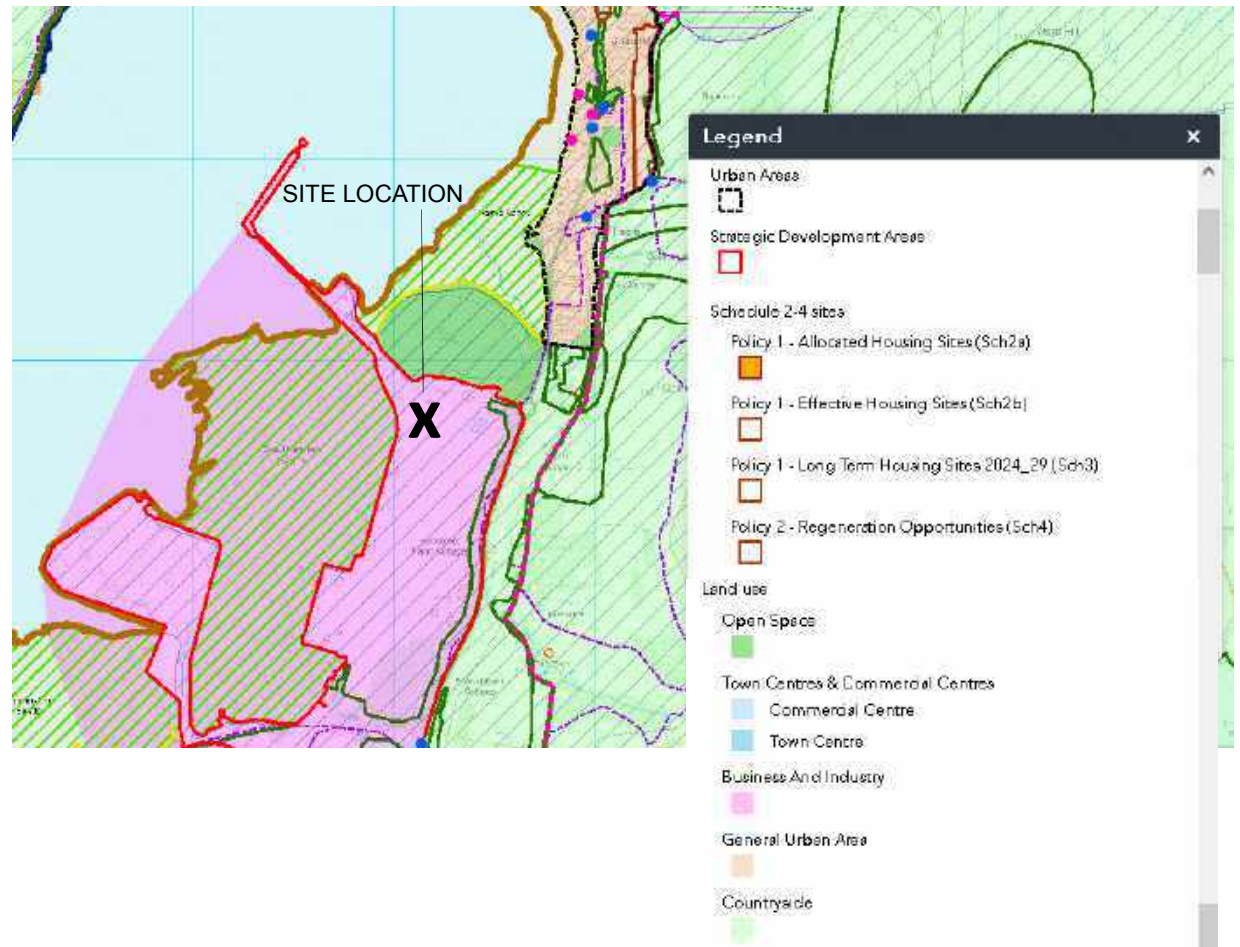 SITE LOCATION
X
Legend
×
Urban Areas
Strategic Development Areas
Schedule 2-4 sites
Policy 1 - Allocated Housing Sites (Sch2a)
Policy 1 - Effective Housing Sites (Sch2b)
Policy 1 - Long Term Housing Sites 2024_29 (Sch3)
Policy 2 - Regeneration Opportunities (Sch4)
Land use
Open Space
Town Centres & Commercial Centres
Commercial Centre
Town Centre
Business And Industry
General Urban Area
Countryside